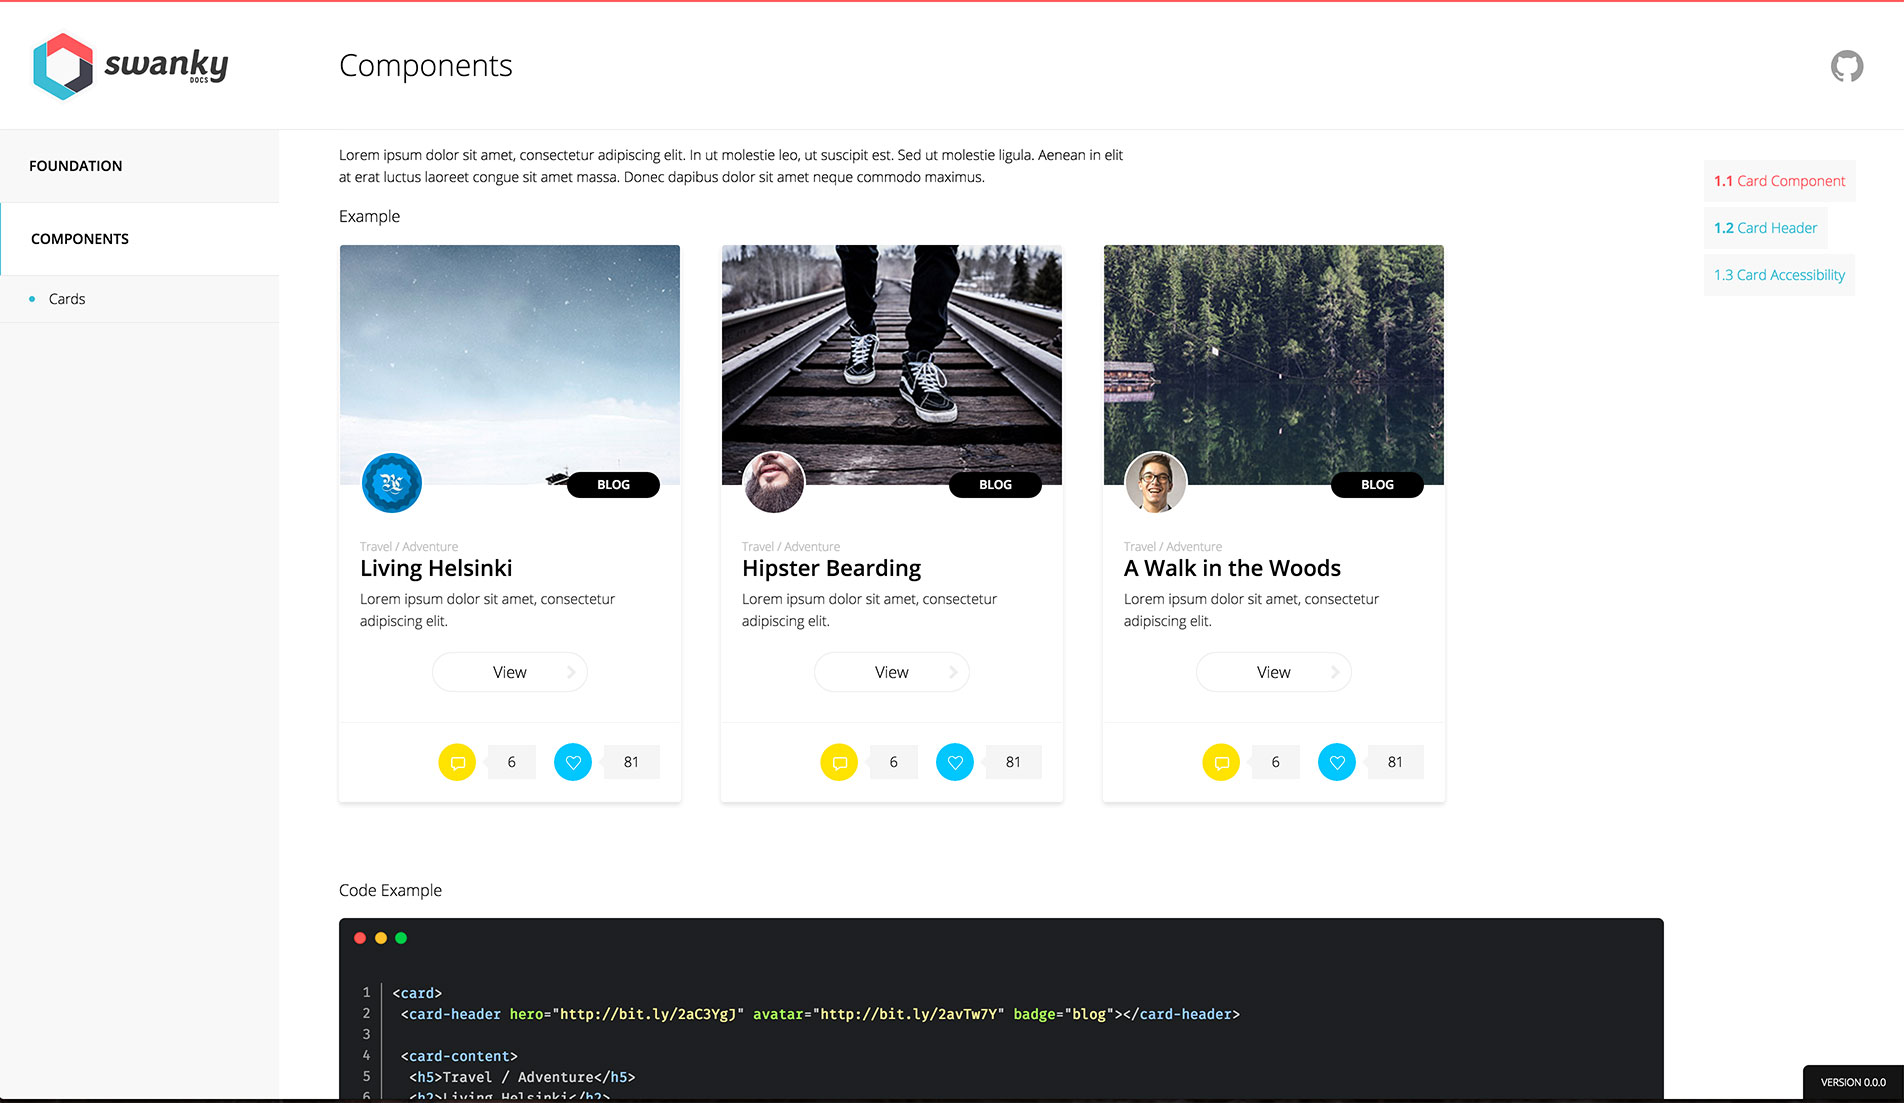 swanky
DOCS
Components
FOUNDATION
COMPONENTS
Cards
Lorem ipsum dolor sit amet, consectetur adipiscing elit. In ut molestie leo, ut suscipit est. Sed ut molestie ligula. Aenean in elit
at erat luctus laoreet congue sit amet massa. Donec dapibus dolor sit amet neque commodo maximus.
1.1 Card Component
1.2 Card Header
1.3 Card Accessibility
Example
BLOG
Travel / Adventure
Living Helsinki
Lorem ipsum dolor sit amet, consectetur
adipiscing elit.
View
6
81
BLOG
Travel / Adventure
Hipster Bearding
Lorem ipsum dolor sit amet, consectetur
adipiscing elit.
View
6
81
BLOG
Travel / Adventure
A Walk in the Woods
Lorem ipsum dolor sit amet, consectetur
adipiscing elit.
View
6
81
Code Example
1 <card>
2 <card-header hero="http://bit.ly/2aC3YgJ" avatar="http://bit.ly/2avTw7Y" badge="blog"></card-header>
3
4 <card-content>
5 <h5>Travel / Adventure</h5>
6 <h2>Living Helsinki</h2>
VERSION 0.0.0